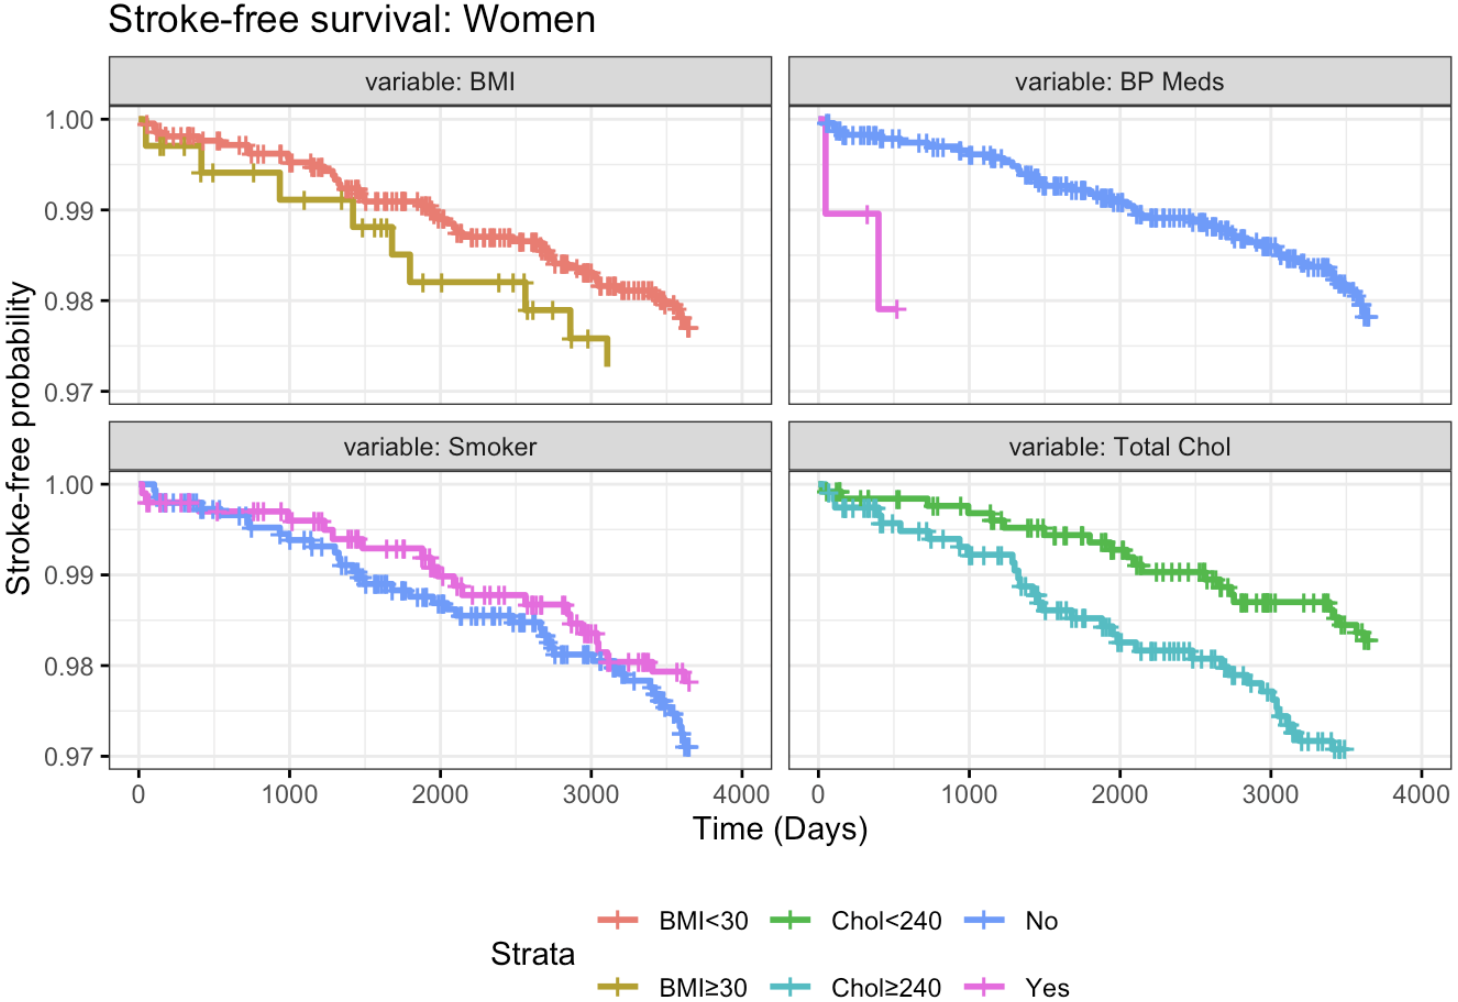 Stroke-free survival: Women
variable: BMI
variable: BP Meds
1.00
0.99
0.98
0.97
Stroke-free probability
variable: Smoker
variable: Total Chol
1.00
0.99
0.98
0.97
0 1000 2000 3000 4000
0 1000 2000 3000 4000
Time (Days)
Strata
BMI<30 Chol<240 No
BMI≥30 Chol≥240 Yes